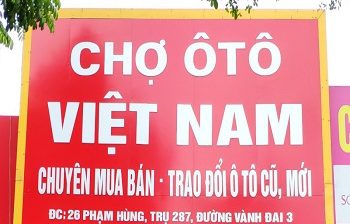 CHỢ ÔTÔ
VIỆT NAM
CHUYÊN MUA BÁN - TRAO ĐỔI Ô TÔ CŨ, MỚI
ĐC: 26 PHẠM HÙNG, TRỤ 287, ĐƯỜNG VÀNH ĐAI 3